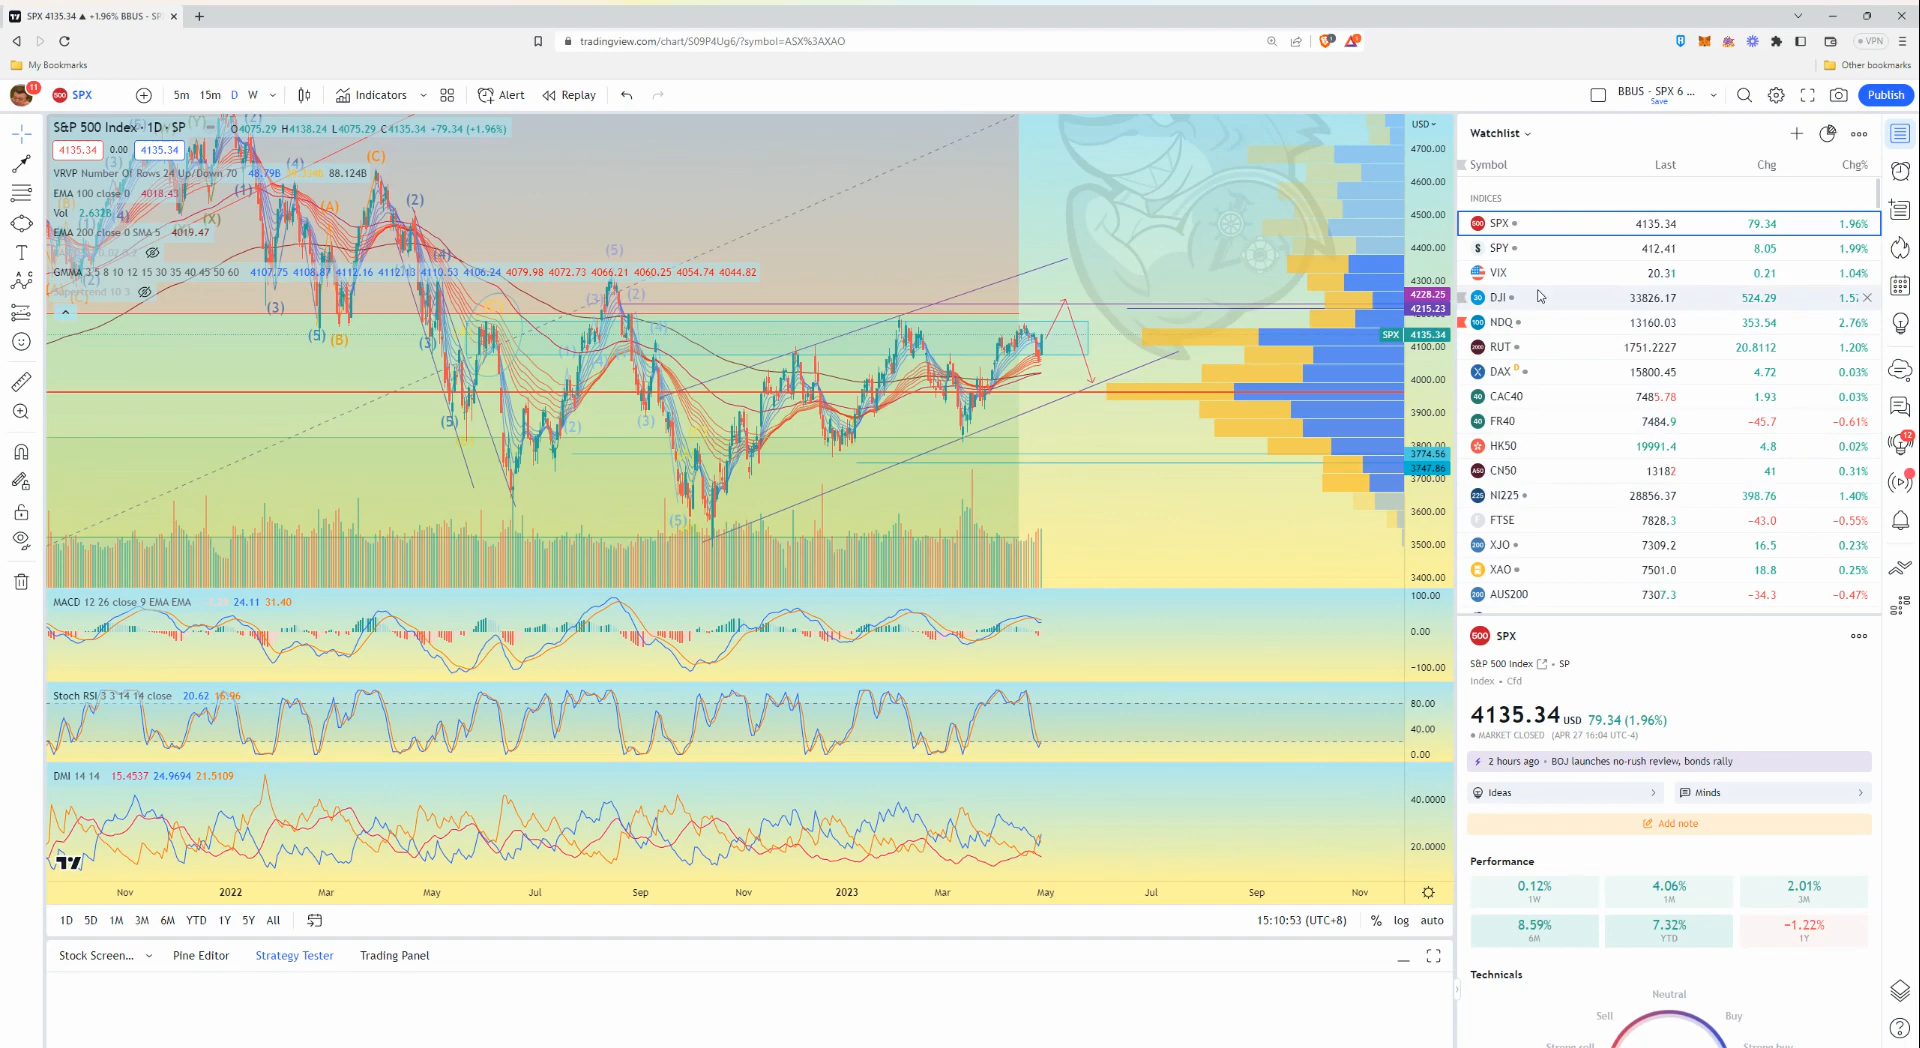 SPX 4135.34 ▲ +1.96% BBUS - SP
tradingview.com/chart/S09P4Ug6/?symbol=ASX%3AXAO
VPN
My Bookmarks
Other bookmarks
11
500 SPX
5m 15m D W
Indicators
Alert
Replay
BBUS - SPX 6 ...
Save
Publish
S&P 500 Index · 1D · SP
O4075.29 H4138.24 L4075.29 C4135.34 +79.34 (+1.96%)
4135.34 0.00 4135.34
VRVP Number Of Rows 24 Up/Down 70 48.79B 88.124B
EMA 100 close 0 4018.43
Vol 2.632B
EMA 200 close 0 SMA 5 4019.47
GMMA 3 5 8 10 12 15 30 35 40 45 50 60 4107.75 4108.87 4112.16 4112.13 4110.53 4106.24 4079.98 4072.73 4066.21 4060.25 4054.74 4044.82
Supertrend 10 3
USD
4700.00
4600.00
4500.00
4400.00
4300.00
4228.25
4215.23
SPX 4135.34
4100.00
4000.00
3900.00
3800.00
3774.56
3747.86
3700.00
3600.00
3500.00
3400.00
MACD 12 26 close 9 EMA EMA 24.11 31.40
100.00
0.00
-100.00
Stoch RSI 3 3 14 14 close 20.62 16.96
80.00
40.00
0.00
DMI 14 14 15.4537 24.9694 21.5109
40.0000
20.0000
Nov 2022 Mar May Jul Sep Nov 2023 Mar May Jul Sep Nov
1D 5D 1M 3M 6M YTD 1Y 5Y All
15:10:53 (UTC+8) % log auto
Stock Screen... Pine Editor Strategy Tester Trading Panel
Watchlist
Symbol Last Chg Chg%
INDICES
SPX 4135.34 79.34 1.96%
SPY 412.41 8.05 1.99%
VIX 20.31 0.21 1.04%
DJI 33826.17 524.29 1.57
NDQ 13160.03 353.54 2.76%
RUT 1751.2227 20.8112 1.20%
DAX D 15800.45 4.72 0.03%
CAC40 7485.78 1.93 0.03%
FR40 7484.9 -45.7 -0.61%
HK50 19991.4 4.8 0.02%
CN50 13182 41 0.31%
NI225 28856.37 398.76 1.40%
FTSE 7828.3 -43.0 -0.55%
XJO 7309.2 16.5 0.23%
XAO 7501.0 18.8 0.25%
AUS200 7307.3 -34.3 -0.47%
12
500 SPX
S&P 500 Index · SP
Index · Cfd
4135.34 USD 79.34 (1.96%)
MARKET CLOSED (APR 27 16:04 UTC-4)
2 hours ago · BOJ launches no-rush review, bonds rally
Ideas
Minds
Add note
Performance
0.12% 4.06% 2.01%
1W 1M 3M
8.59% 7.32% -1.22%
6M YTD 1Y
Technicals
Neutral
Sell Buy
Strong sell Strong buy